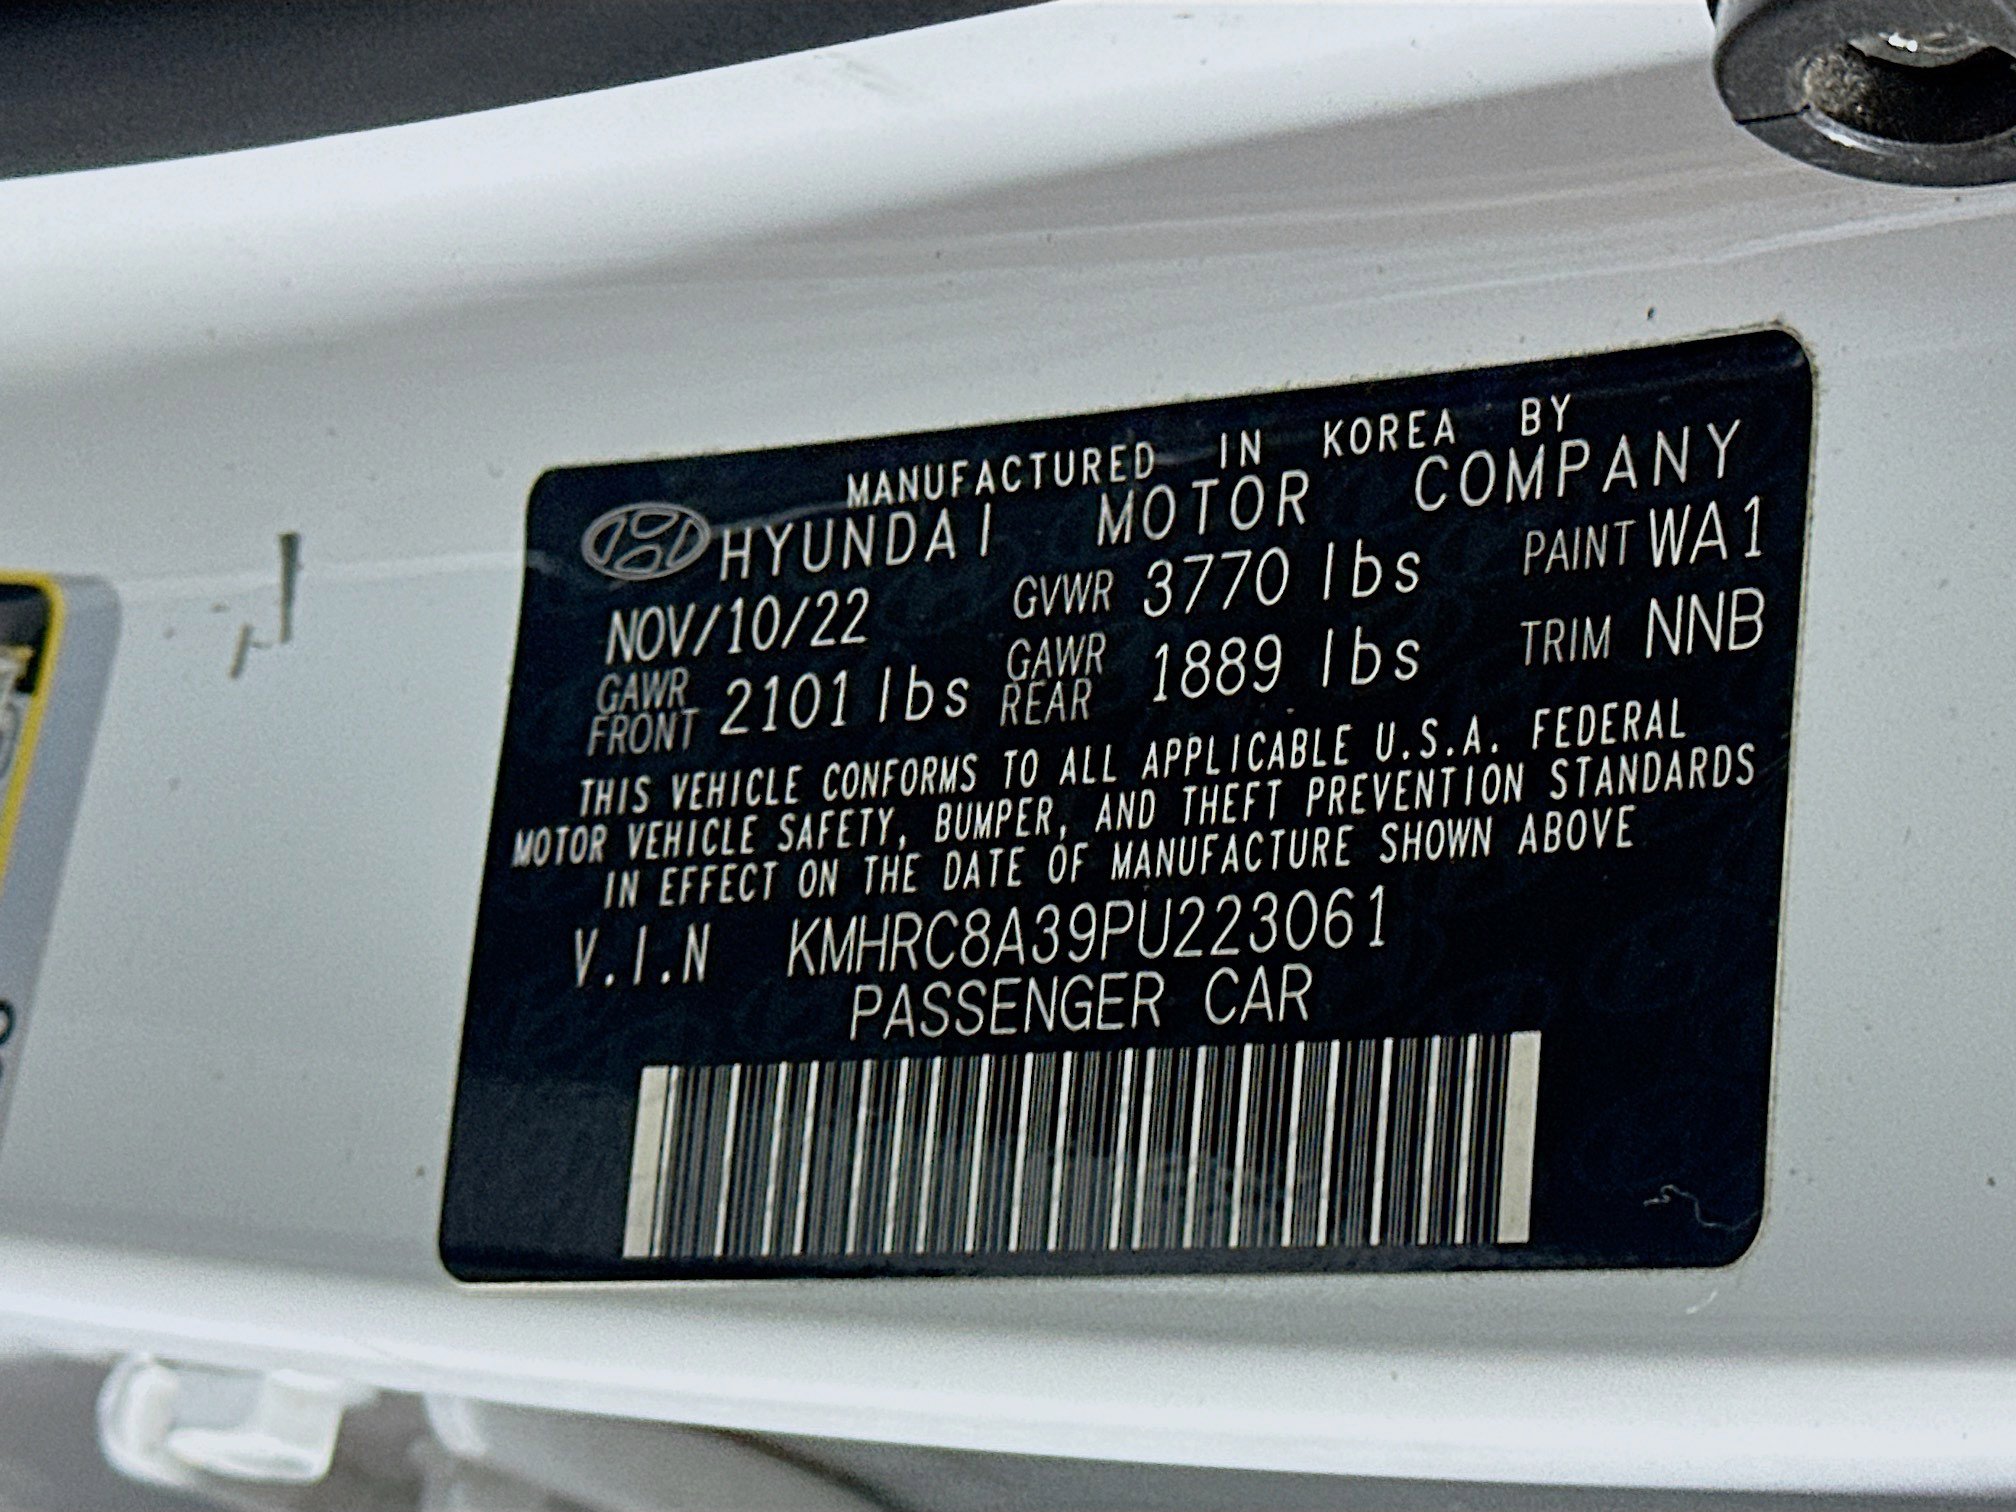 MANUFACTURED IN KOREA BY
HYUNDAI MOTOR COMPANY
NOV/10/22 GVWR 3770 lbs PAINT WA1
GAWR FRONT 2101 lbs GAWR REAR 1889 lbs TRIM NNB
THIS VEHICLE CONFORMS TO ALL APPLICABLE U.S.A. FEDERAL
MOTOR VEHICLE SAFETY, BUMPER, AND THEFT PREVENTION STANDARDS
IN EFFECT ON THE DATE OF MANUFACTURE SHOWN ABOVE
V.I.N KMHRC8A39PU223061
PASSENGER CAR